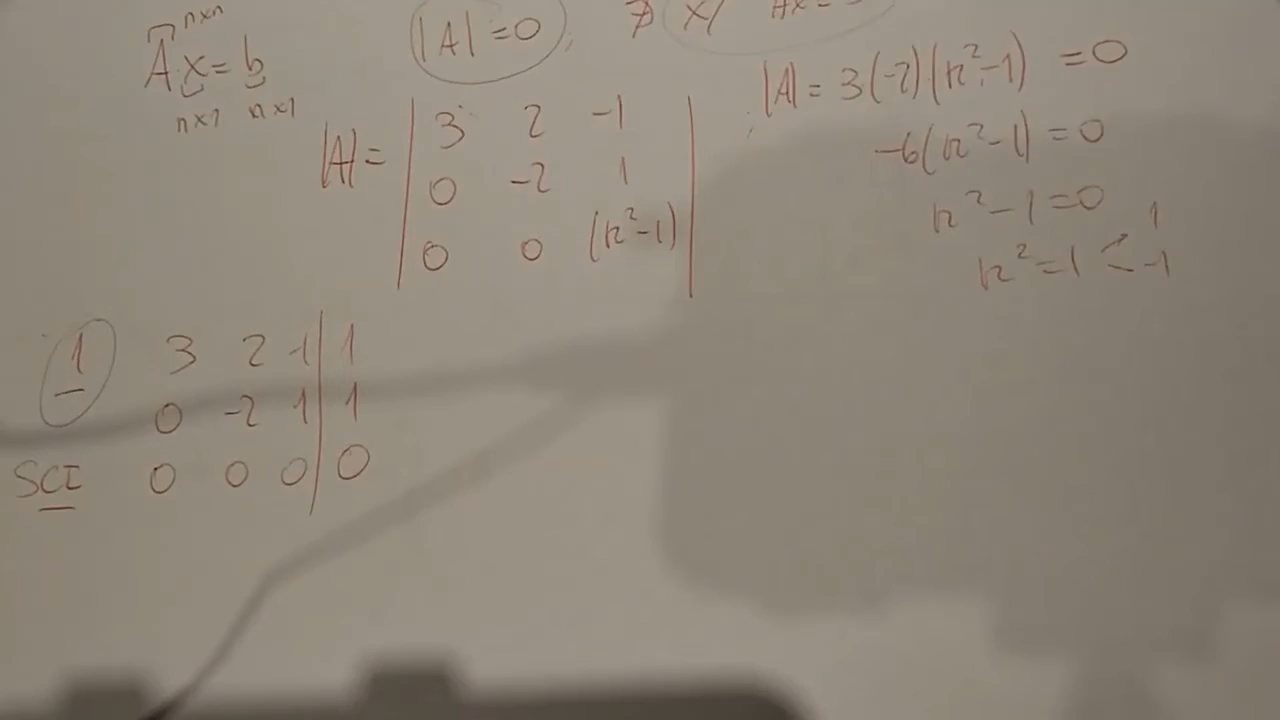 n×n
A x = b
n×1 n×1
|A| = 0 ; ∄ x /
|A| = | 3 2 -1 |
| 0 -2 1 |
| 0 0 (k²-1) |
; |A| = 3(-2)(k²-1) = 0
-6(k²-1) = 0
k²-1 = 0
k² = 1 < 1
-1
1 3 2 -1 | 1
0 -2 1 | 1
SCI 0 0 0 | 0